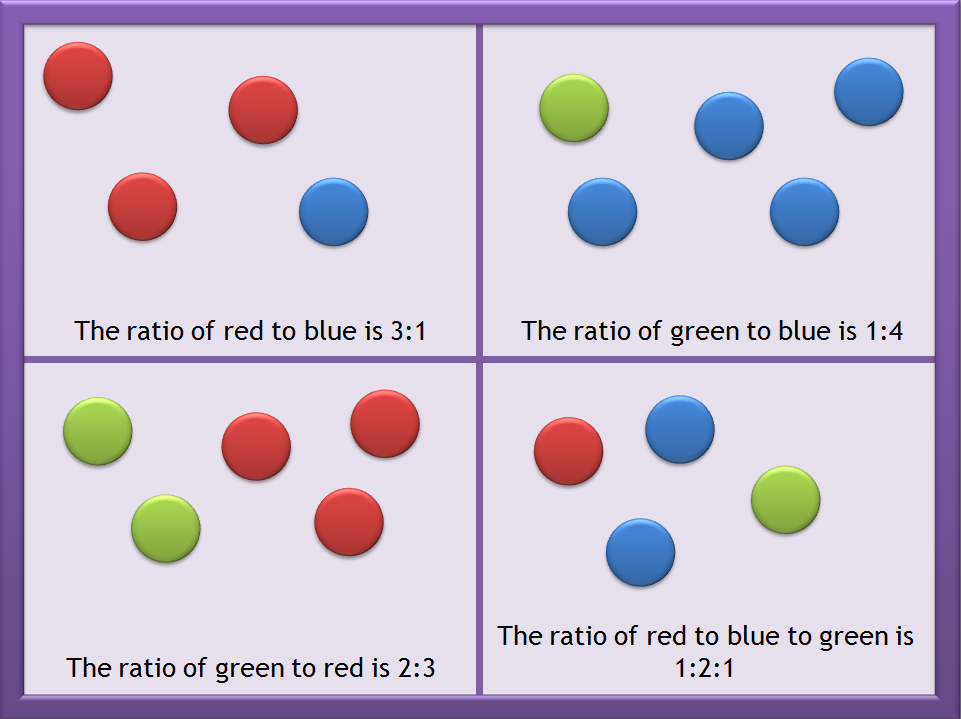 The ratio of red to blue is 3:1
The ratio of green to blue is 1:4
The ratio of green to red is 2:3
The ratio of red to blue to green is
1:2:1